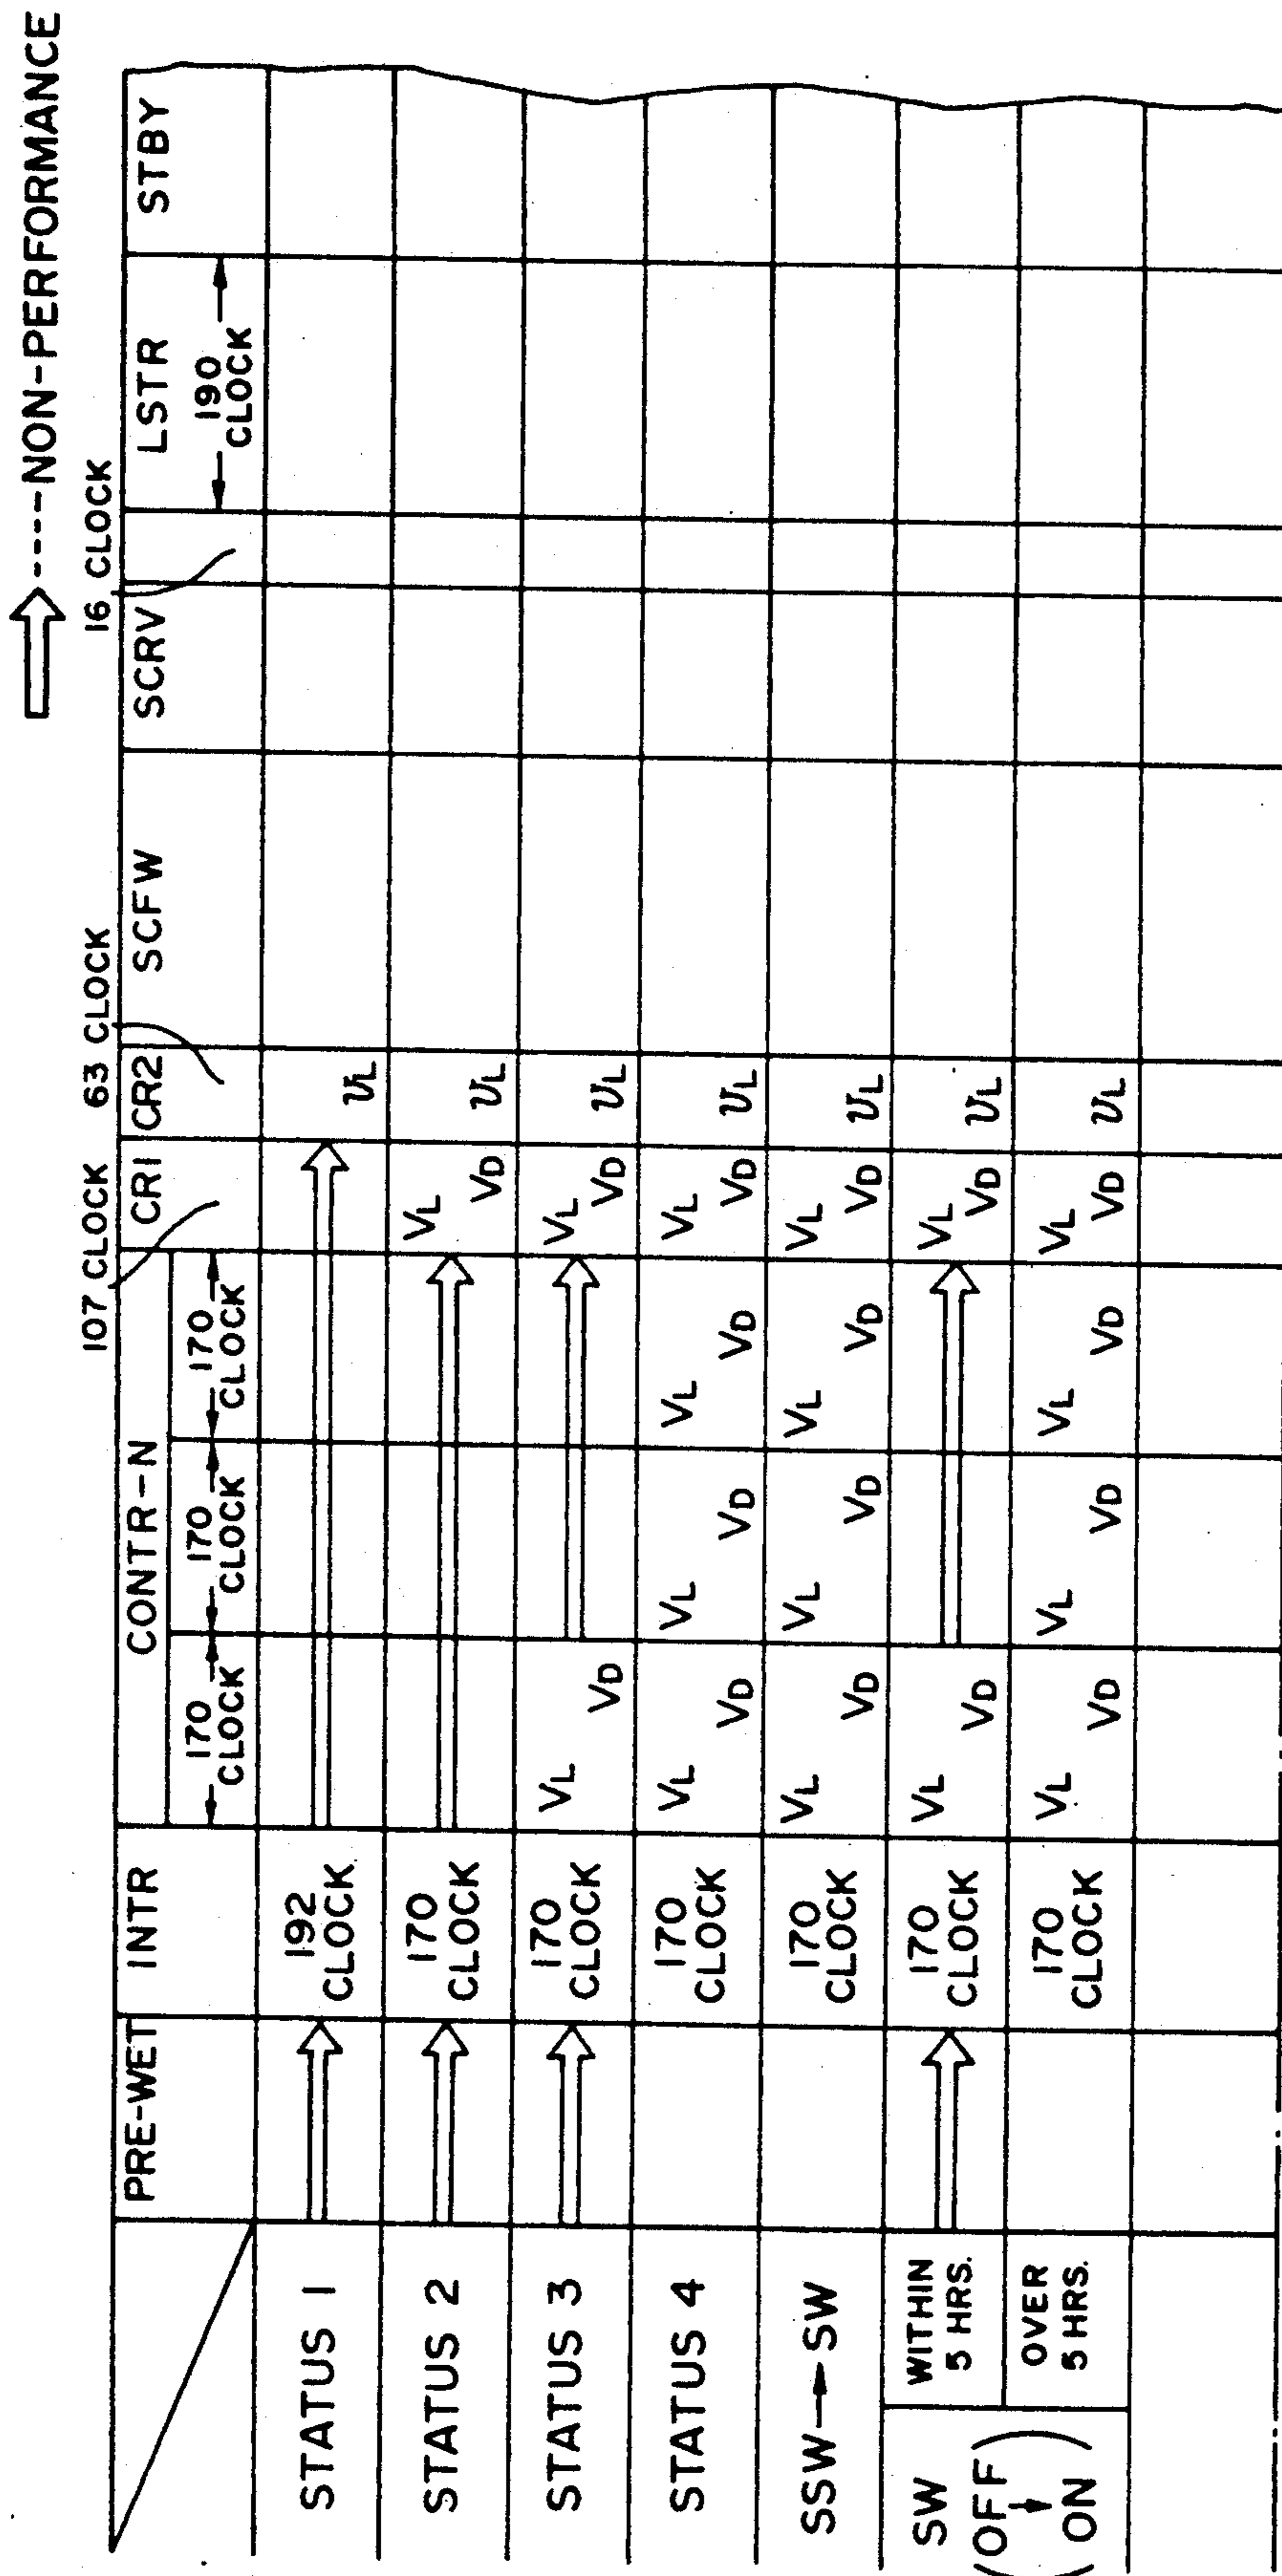 ⇨ ----NON-PERFORMANCE
107 CLOCK 63 CLOCK 16 CLOCK
PRE-WET INTR CONTR-N CR1 CR2 SCFW SCRV LSTR STBY
170 CLOCK 170 CLOCK 170 CLOCK 190 CLOCK
STATUS 1 192 CLOCK VL
STATUS 2 170 CLOCK VL VD VL
STATUS 3 170 CLOCK VL VD VL VD VL
STATUS 4 170 CLOCK VL VD VL VD VL VD VL VD VL
SSW→SW 170 CLOCK VL VD VL VD VL VD VL VD VL
SW (OFF ↓ ON)
WITHIN 5 HRS. 170 CLOCK VL VD VL VD VL
OVER 5 HRS. 170 CLOCK VL VD VL VD VL VD VL VD VL